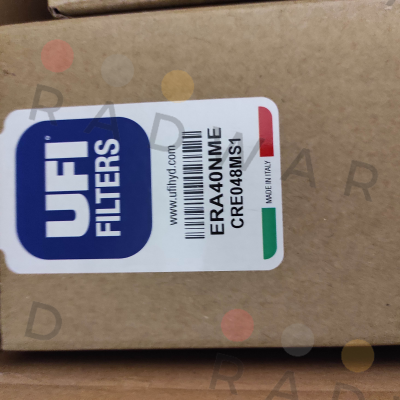 UFI
FILTERS
www.ufihyd.com
ERA40NME
CRE048MS1
MADE IN ITALY
RADWAR
RADWAR